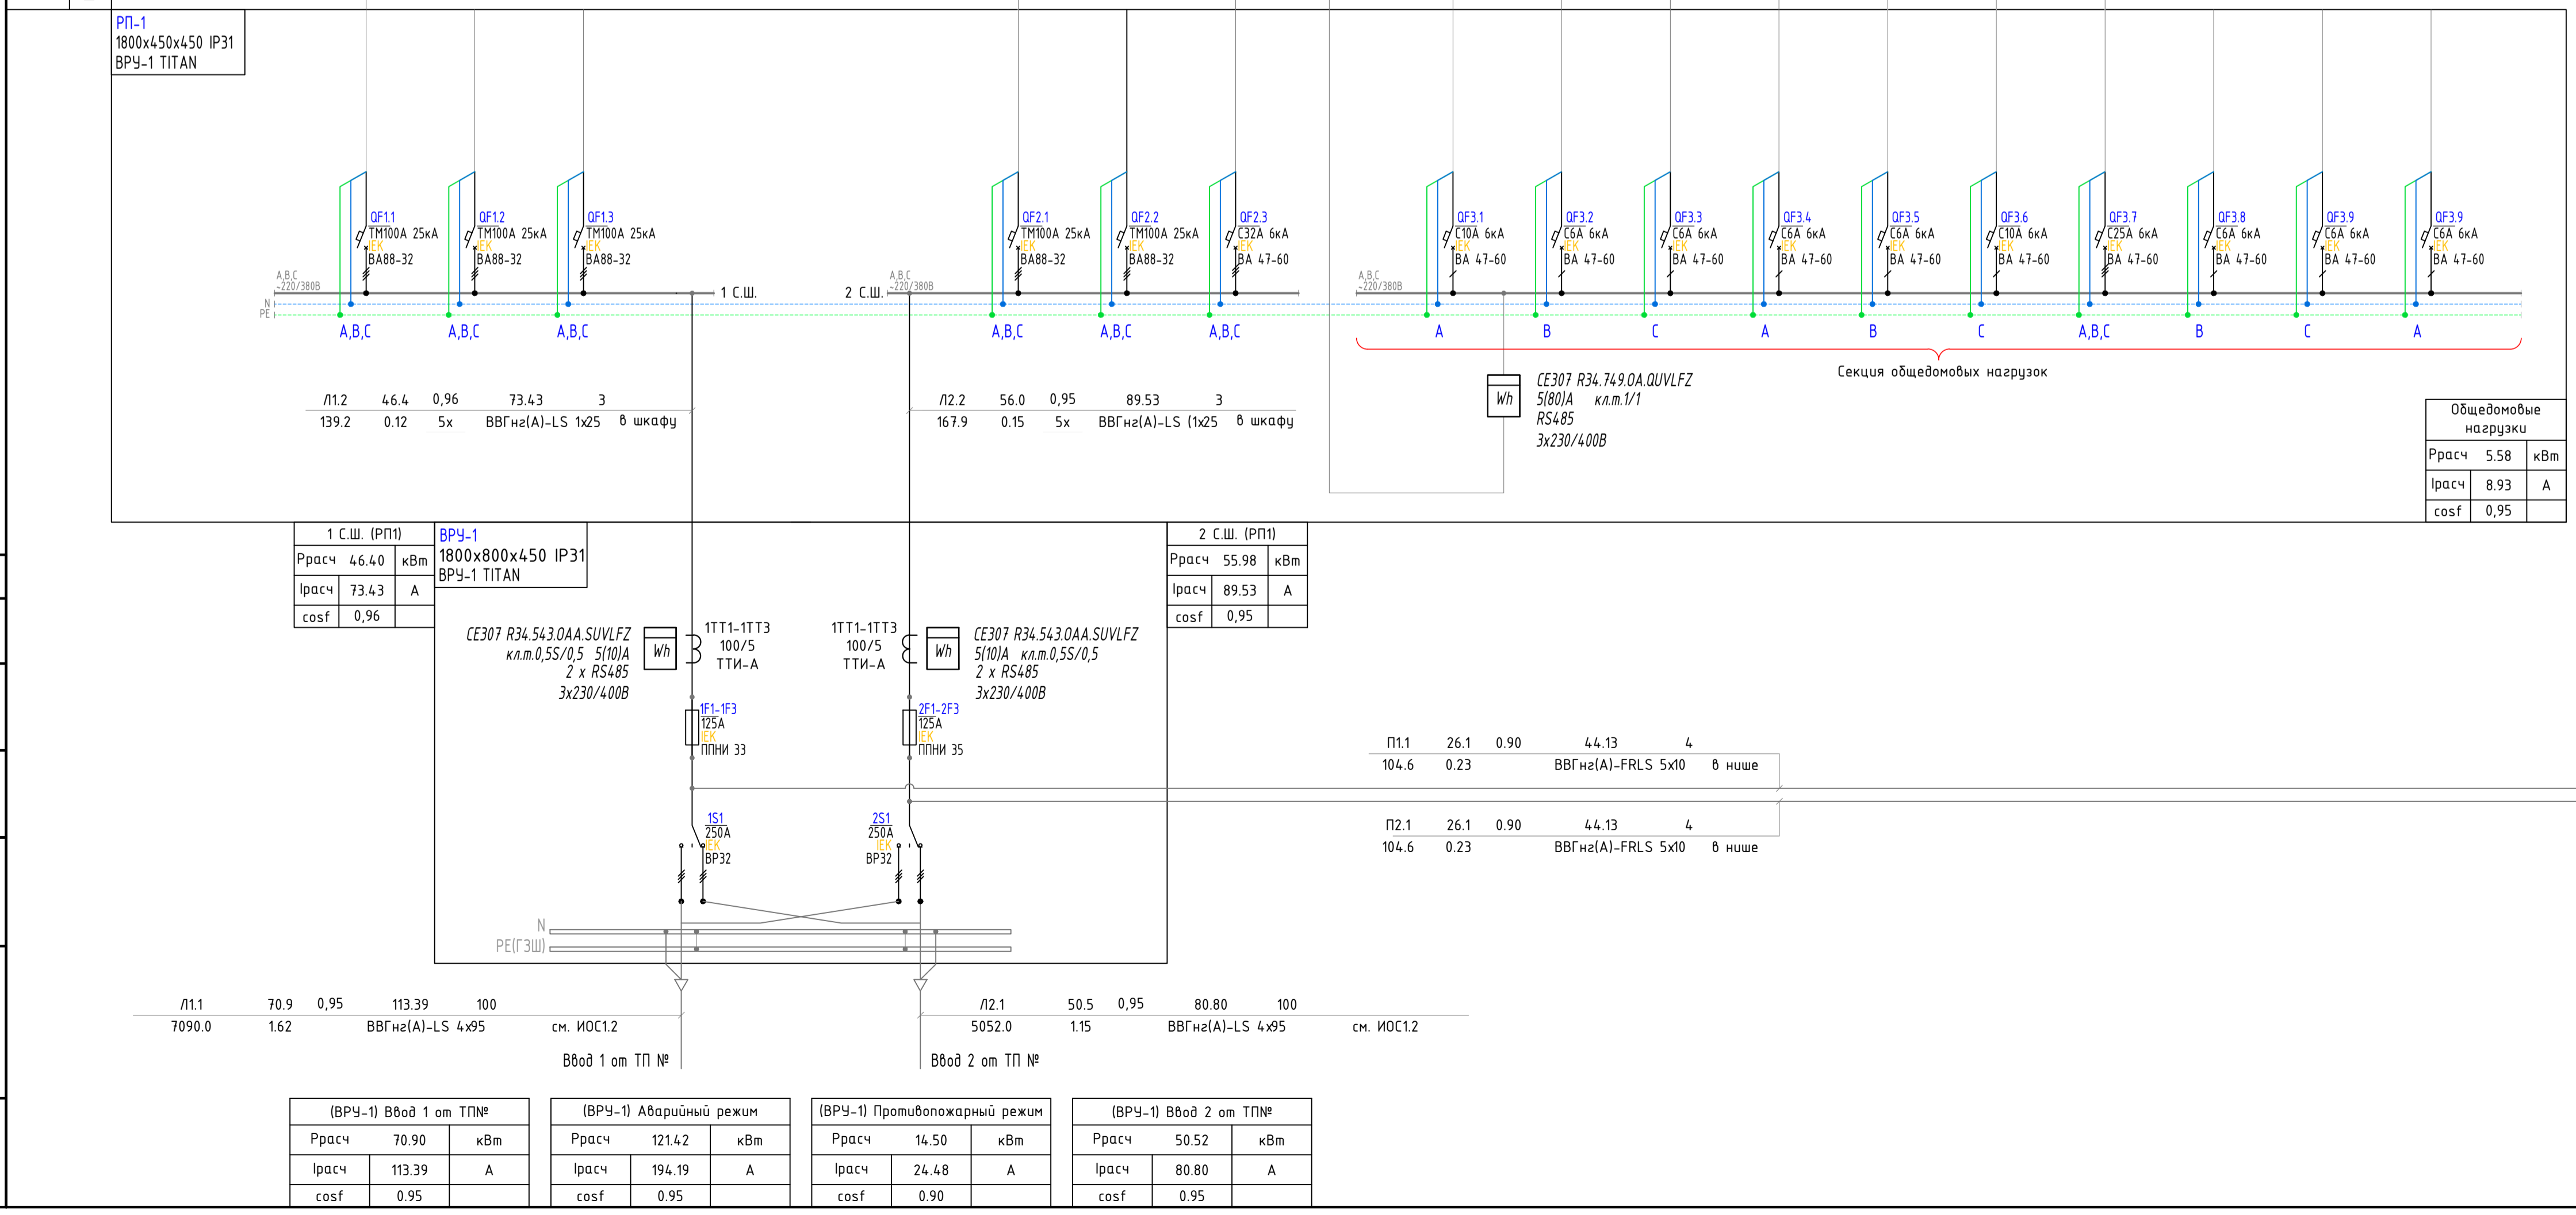 РП-1
1800х450х450 IP31
ВРУ-1 TITAN
QF1.1
TM100A 25кА
IEK
ВА88-32
QF1.2
TM100A 25кА
IEK
ВА88-32
QF1.3
TM100A 25кА
IEK
ВА88-32
QF2.1
TM100A 25кА
IEK
ВА88-32
QF2.2
TM100A 25кА
IEK
ВА88-32
QF2.3
C32A 6кА
IEK
ВА 47-60
QF3.1
C10A 6кА
IEK
ВА 47-60
QF3.2
C6A 6кА
IEK
ВА 47-60
QF3.3
C6A 6кА
IEK
ВА 47-60
QF3.4
C6A 6кА
IEK
ВА 47-60
QF3.5
C6A 6кА
IEK
ВА 47-60
QF3.6
C10A 6кА
IEK
ВА 47-60
QF3.7
C25A 6кА
IEK
ВА 47-60
QF3.8
C6A 6кА
IEK
ВА 47-60
QF3.9
C6A 6кА
IEK
ВА 47-60
QF3.9
C6A 6кА
IEK
ВА 47-60
A,B,C
~220/380В
N
PE
1 С.Ш.
2 С.Ш.
A,B,C
~220/380В
A,B,C
~220/380В
A,B,C A,B,C A,B,C A,B,C A,B,C A,B,C A B C A B C A,B,C B C A
Секция общедомовых нагрузок
Л1.2 46.4 0,96 73.43 3
139.2 0.12 5х ВВГнг(А)-LS 1х25 в шкафу
Л2.2 56.0 0,95 89.53 3
167.9 0.15 5х ВВГнг(А)-LS (1х25 в шкафу
Wh
CE307 R34.749.OA.QUVLFZ
5(80)А кл.т.1/1
RS485
3х230/400В
Общедомовые
нагрузки
Pрасч 5.58 кВт
Iрасч 8.93 А
cosf 0,95
1 С.Ш. (РП1)
Pрасч 46.40 кВт
Iрасч 73.43 А
cosf 0,96
ВРУ-1
1800х800х450 IP31
ВРУ-1 TITAN
2 С.Ш. (РП1)
Pрасч 55.98 кВт
Iрасч 89.53 А
cosf 0,95
CE307 R34.543.OAA.SUVLFZ
кл.т.0,5S/0,5 5(10)А
2 x RS485
3х230/400В
Wh
1ТТ1-1ТТ3
100/5
ТТИ-А
1ТТ1-1ТТ3
100/5
ТТИ-А
Wh
CE307 R34.543.OAA.SUVLFZ
5(10)А кл.т.0,5S/0,5
2 x RS485
3х230/400В
1F1-1F3
125А
IEK
ППНИ 33
2F1-2F3
125А
IEK
ППНИ 35
П1.1 26.1 0.90 44.13 4
104.6 0.23 ВВГнг(А)-FRLS 5х10 в нише
П2.1 26.1 0.90 44.13 4
104.6 0.23 ВВГнг(А)-FRLS 5х10 в нише
1S1
250А
IEK
ВР32
2S1
250А
IEK
ВР32
N
PE(ГЗШ)
Л1.1 70.9 0,95 113.39 100
7090.0 1.62 ВВГнг(А)-LS 4х95 см. ИОС1.2
Л2.1 50.5 0,95 80.80 100
5052.0 1.15 ВВГнг(А)-LS 4х95 см. ИОС1.2
Ввод 1 от ТП №
Ввод 2 от ТП №
(ВРУ-1) Ввод 1 от ТП№
Pрасч 70.90 кВт
Iрасч 113.39 А
cosf 0.95
(ВРУ-1) Аварийный режим
Pрасч 121.42 кВт
Iрасч 194.19 А
cosf 0.95
(ВРУ-1) Противопожарный режим
Pрасч 14.50 кВт
Iрасч 24.48 А
cosf 0.90
(ВРУ-1) Ввод 2 от ТП№
Pрасч 50.52 кВт
Iрасч 80.80 А
cosf 0.95